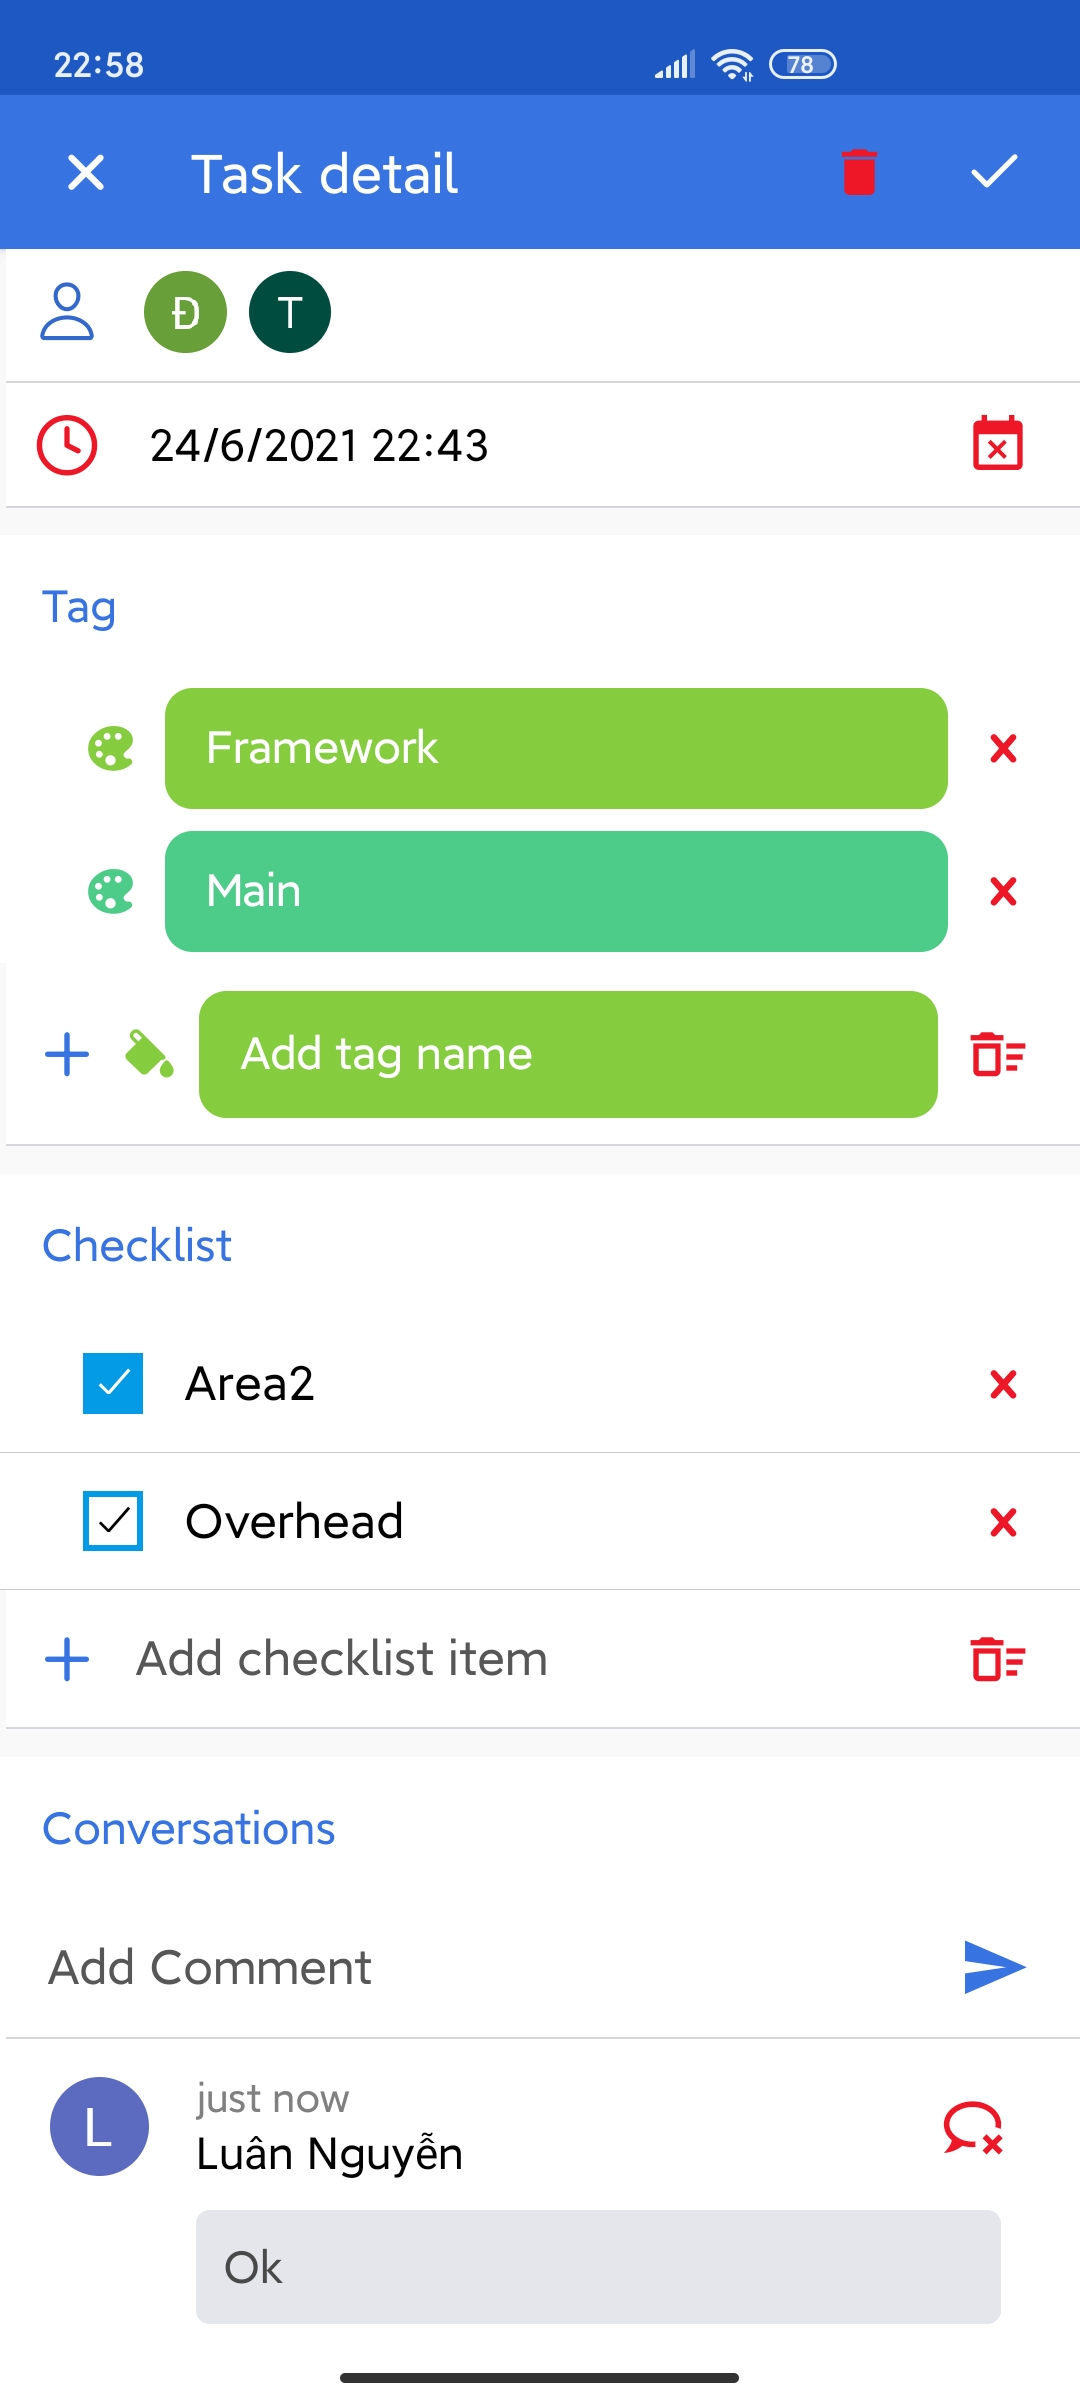 22:58
78
Task detail
Đ T
24/6/2021 22:43
Tag
Framework
Main
Add tag name
Checklist
Area2
Overhead
Add checklist item
Conversations
Add Comment
L
just now
Luân Nguyễn
Ok